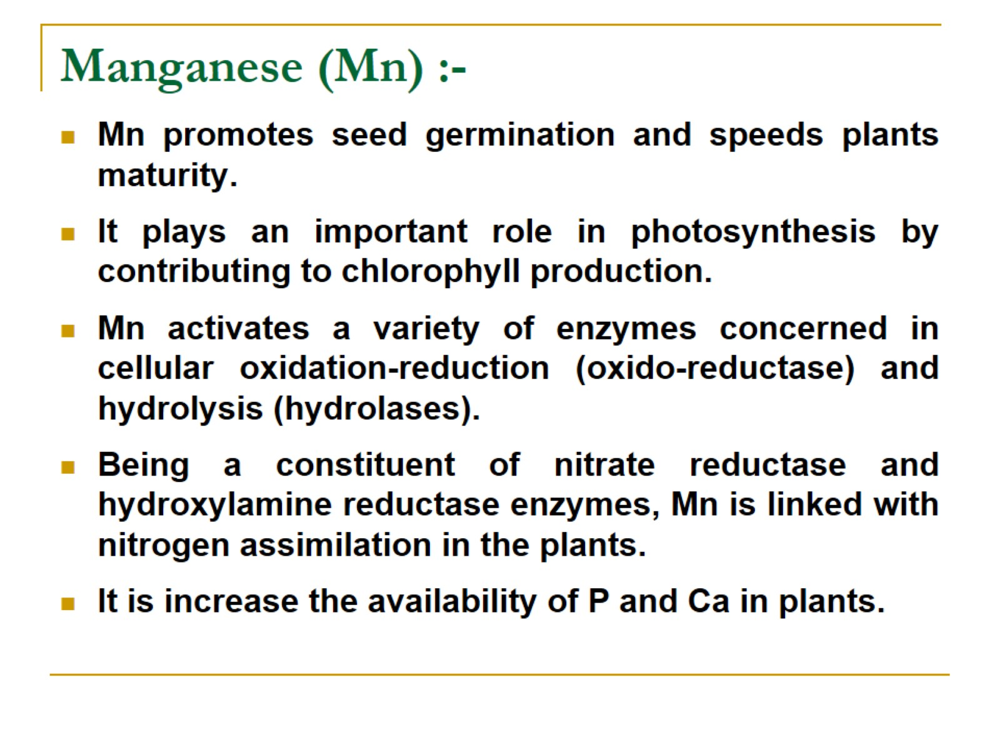 Manganese (Mn) :-
Mn promotes seed germination and speeds plants
maturity.
It plays an important role in photosynthesis by
contributing to chlorophyll production.
Mn activates a variety of enzymes concerned in
cellular oxidation-reduction (oxido-reductase) and
hydrolysis (hydrolases).
Being a constituent of nitrate reductase and
hydroxylamine reductase enzymes, Mn is linked with
nitrogen assimilation in the plants.
It is increase the availability of P and Ca in plants.